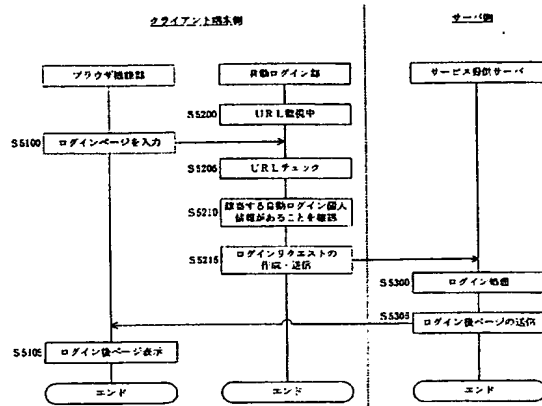 クライアント端末側
サーバ側
ブラウザ機能部
自動ログイン部
サービス提供サーバ
S5200
URL監視中
S5100
ログインページを入力
S5205
URLチェック
S5210
該当する自動ログイン個人
情報があることを確認
S5215
ログインリクエストの
作成・送信
S5300
ログイン処理
S5305
ログイン後ページの送信
S5105
ログイン後ページ表示
エンド
エンド
エンド